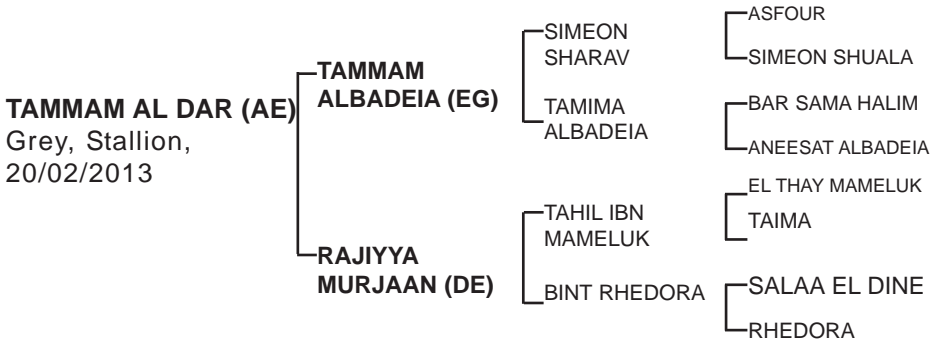 TAMMAM AL DAR (AE)
Grey, Stallion,
20/02/2013
TAMMAM
ALBADEIA (EG)
RAJIYYA
MURJAAN (DE)
SIMEON
SHARAV
TAMIMA
ALBADEIA
TAHIL IBN
MAMELUK
BINT RHEDORA
ASFOUR
SIMEON SHUALA
BAR SAMA HALIM
ANEESAT ALBADEIA
EL THAY MAMELUK
TAIMA
SALAA EL DINE
RHEDORA